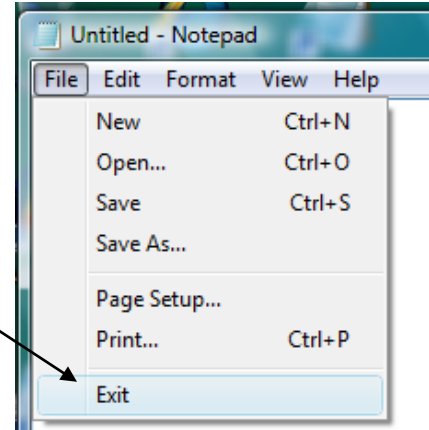 Untitled - Notepad
File Edit Format View Help
New Ctrl+N
Open... Ctrl+O
Save Ctrl+S
Save As...
Page Setup...
Print... Ctrl+P
Exit